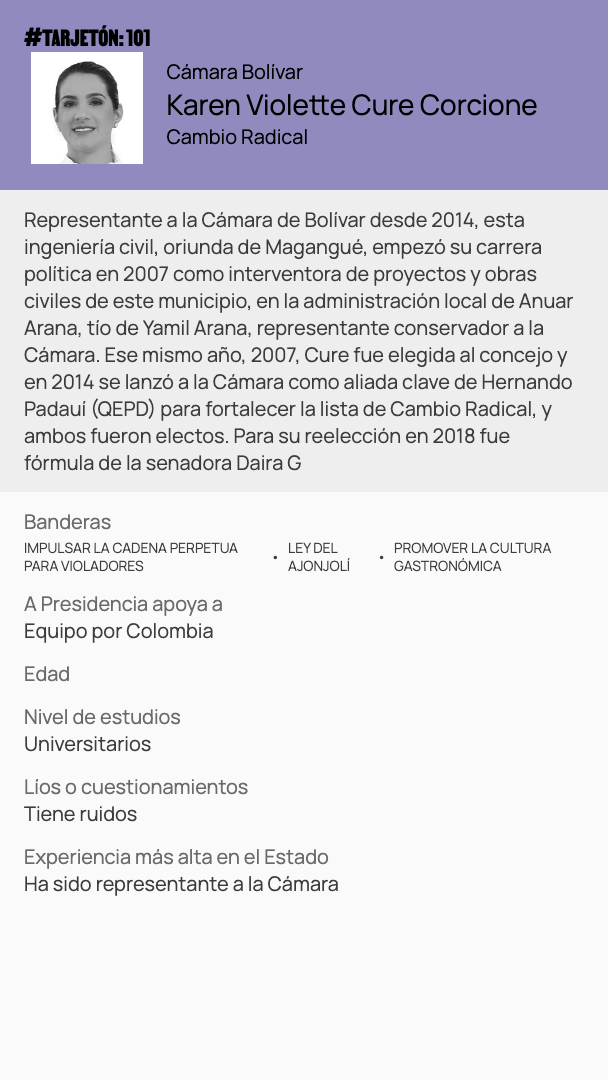 #TARJETÓN: 101
Cámara Bolívar
Karen Violette Cure Corcione
Cambio Radical
Representante a la Cámara de Bolívar desde 2014, esta
ingeniería civil, oriunda de Magangué, empezó su carrera
política en 2007 como interventora de proyectos y obras
civiles de este municipio, en la administración local de Anuar
Arana, tío de Yamil Arana, representante conservador a la
Cámara. Ese mismo año, 2007, Cure fue elegida al concejo y
en 2014 se lanzó a la Cámara como aliada clave de Hernando
Padauí (QEPD) para fortalecer la lista de Cambio Radical, y
ambos fueron electos. Para su reelección en 2018 fue
fórmula de la senadora Daira G
Banderas
IMPULSAR LA CADENA PERPETUA
PARA VIOLADORES
• LEY DEL
AJONJOLÍ
• PROMOVER LA CULTURA
GASTRONÓMICA
A Presidencia apoya a
Equipo por Colombia
Edad
Nivel de estudios
Universitarios
Líos o cuestionamientos
Tiene ruidos
Experiencia más alta en el Estado
Ha sido representante a la Cámara